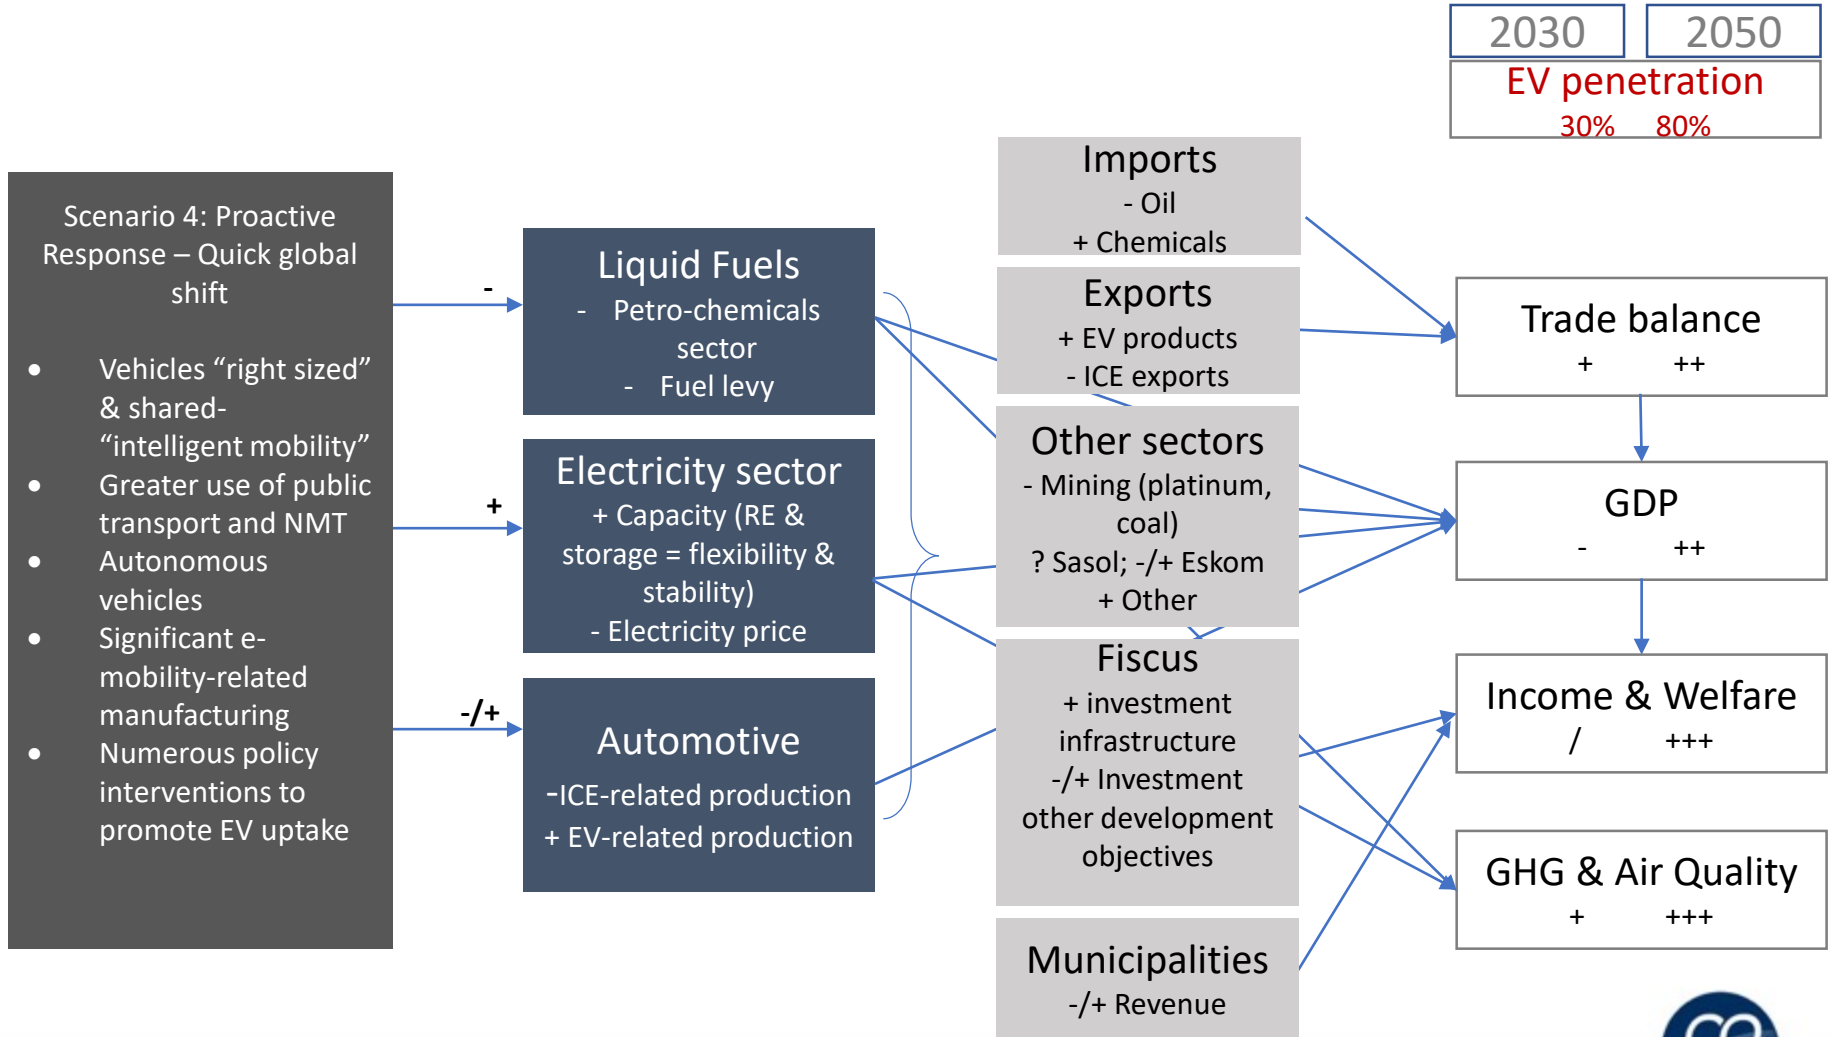 2030 2050
EV penetration
30% 80%
Scenario 4: Proactive
Response – Quick global
shift
• Vehicles “right sized”
& shared-
“intelligent mobility”
• Greater use of public
transport and NMT
• Autonomous
vehicles
• Significant e-
mobility-related
manufacturing
• Numerous policy
interventions to
promote EV uptake
-
+
-/+
Liquid Fuels
- Petro-chemicals
sector
- Fuel levy
Electricity sector
+ Capacity (RE &
storage = flexibility &
stability)
- Electricity price
Automotive
-ICE-related production
+ EV-related production
Imports
- Oil
+ Chemicals
Exports
+ EV products
- ICE exports
Other sectors
- Mining (platinum,
coal)
? Sasol; -/+ Eskom
+ Other
Fiscus
+ investment
infrastructure
-/+ Investment
other development
objectives
Municipalities
-/+ Revenue
Trade balance
+ ++
GDP
- ++
Income & Welfare
/ +++
GHG & Air Quality
+ +++